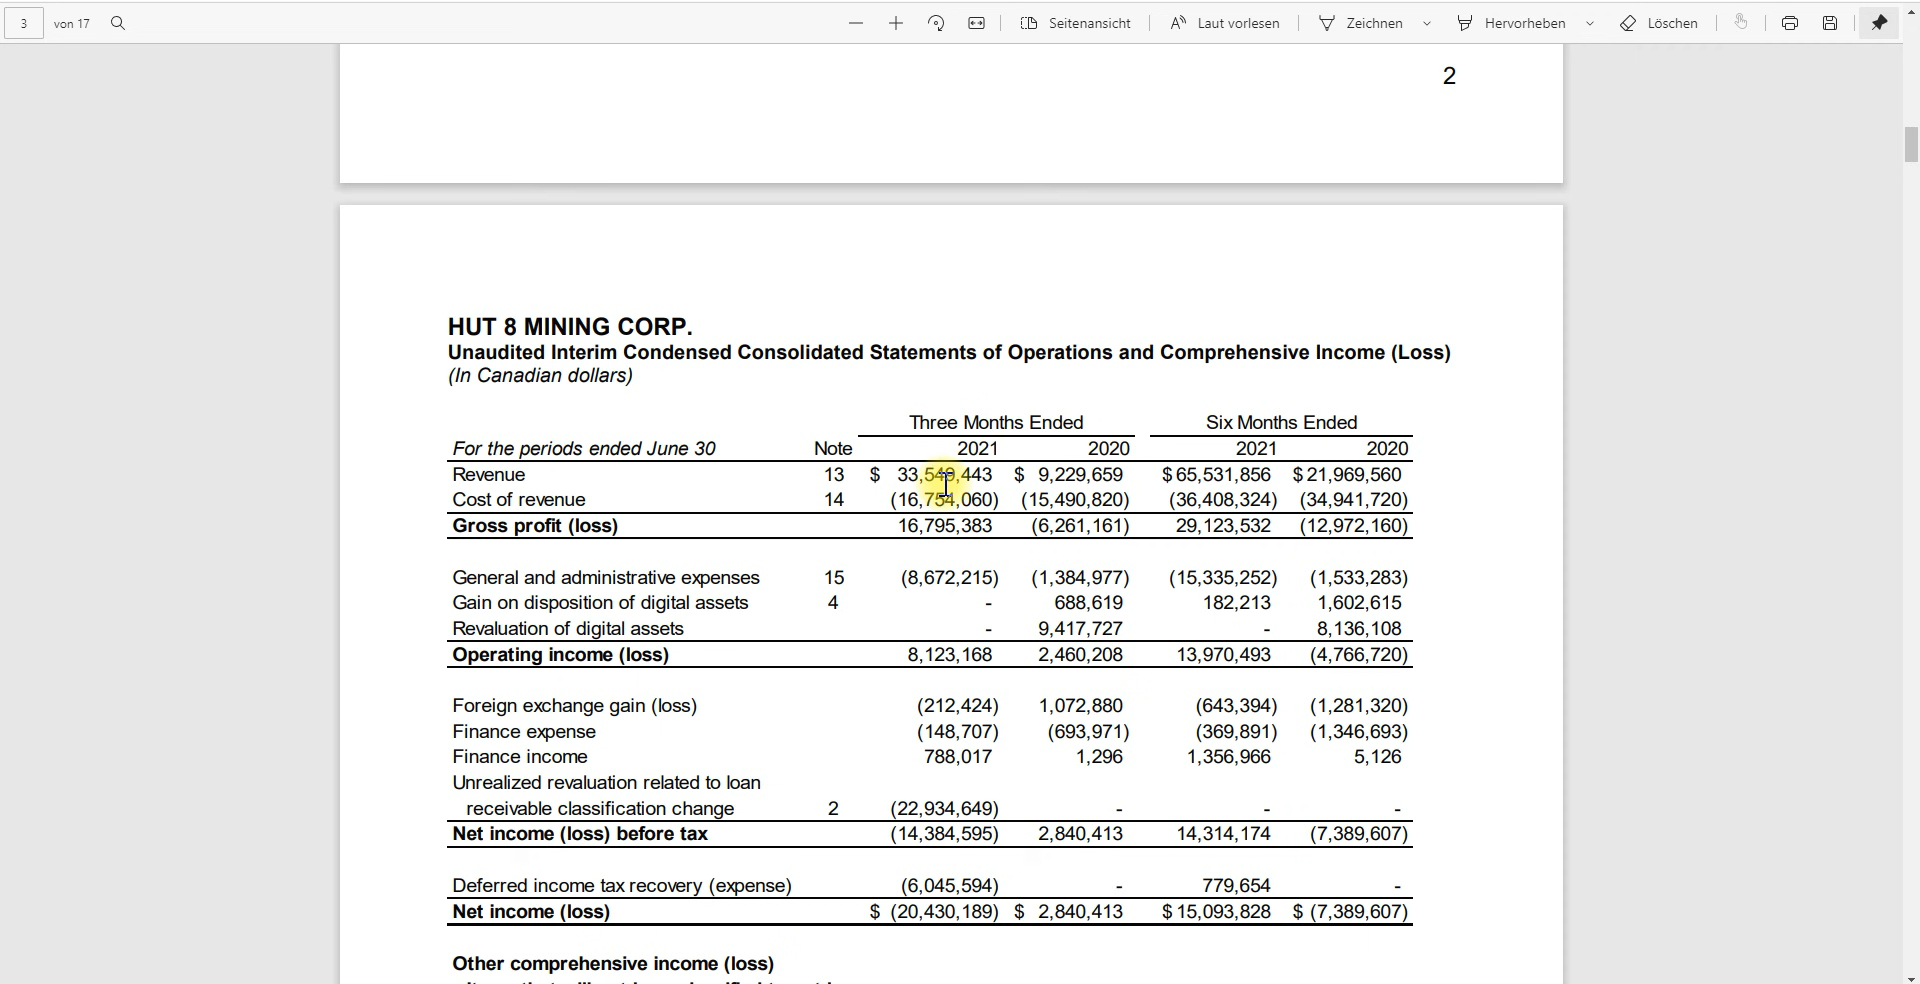 3 von 17 Seitenansicht Laut vorlesen Zeichnen Hervorheben Löschen
2
HUT 8 MINING CORP.
Unaudited Interim Condensed Consolidated Statements of Operations and Comprehensive Income (Loss)
(In Canadian dollars)
Three Months Ended Six Months Ended
For the periods ended June 30 Note 2021 2020 2021 2020
Revenue 13 $ 33,549,443 $ 9,229,659 $ 65,531,856 $ 21,969,560
Cost of revenue 14 (16,754,060) (15,490,820) (36,408,324) (34,941,720)
Gross profit (loss) 16,795,383 (6,261,161) 29,123,532 (12,972,160)
General and administrative expenses 15 (8,672,215) (1,384,977) (15,335,252) (1,533,283)
Gain on disposition of digital assets 4 - 688,619 182,213 1,602,615
Revaluation of digital assets - 9,417,727 - 8,136,108
Operating income (loss) 8,123,168 2,460,208 13,970,493 (4,766,720)
Foreign exchange gain (loss) (212,424) 1,072,880 (643,394) (1,281,320)
Finance expense (148,707) (693,971) (369,891) (1,346,693)
Finance income 788,017 1,296 1,356,966 5,126
Unrealized revaluation related to loan
receivable classification change 2 (22,934,649) - - -
Net income (loss) before tax (14,384,595) 2,840,413 14,314,174 (7,389,607)
Deferred income tax recovery (expense) (6,045,594) - 779,654 -
Net income (loss) $ (20,430,189) $ 2,840,413 $ 15,093,828 $ (7,389,607)
Other comprehensive income (loss)